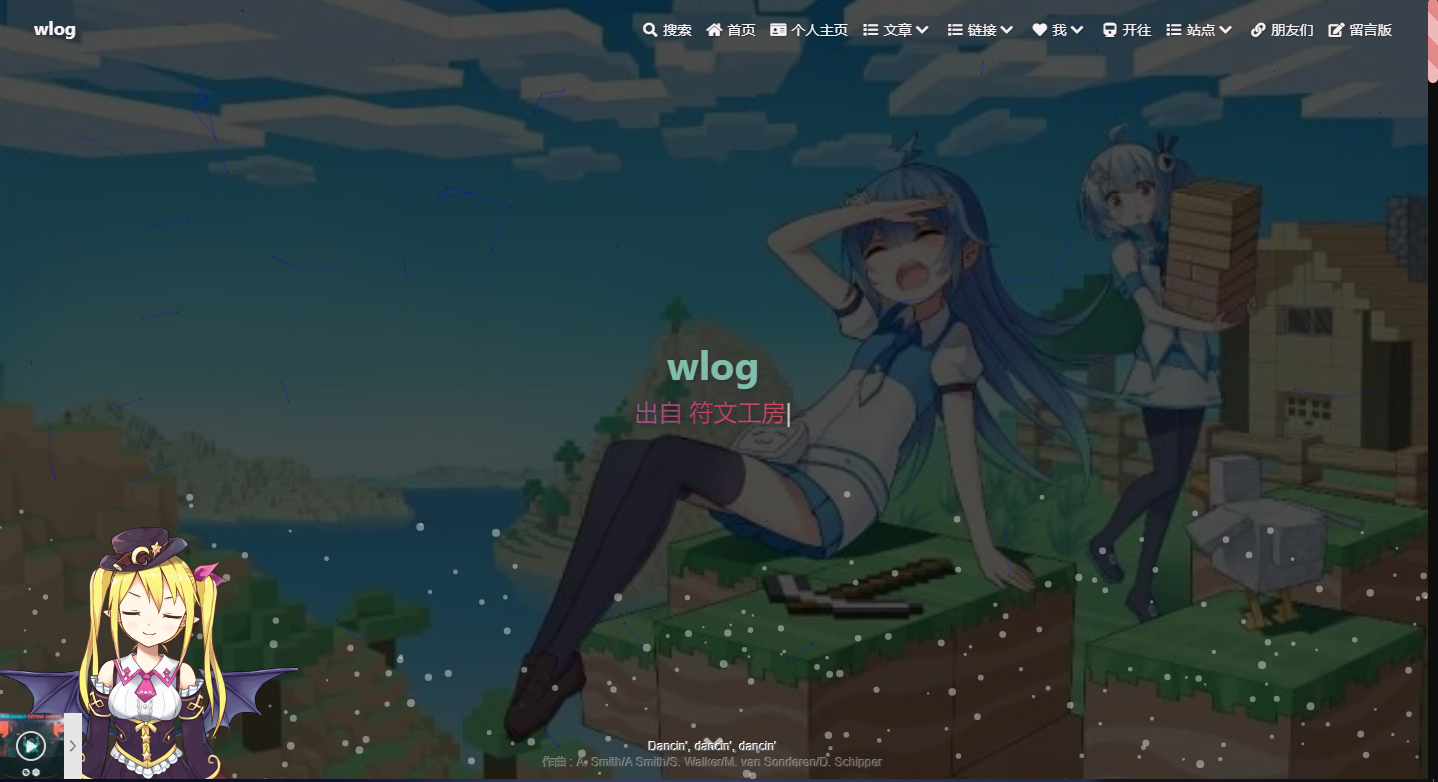 wlog
搜索 首页 个人主页 文章 链接 我 开往 站点 朋友们 留言版
wlog
出自 符文工房|
Dancin', dancin', dancin'
作曲 : A. Smith/A Smith/S. Walker/M. van Sonderen/D. Schipper